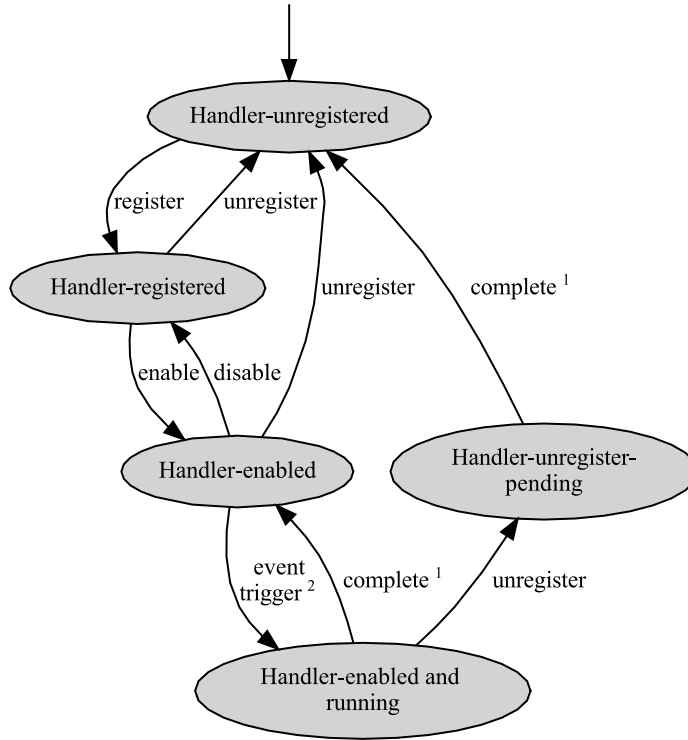 Handler-unregistered
register
unregister
Handler-registered
unregister
complete 1
enable
disable
Handler-enabled
Handler-unregister-
pending
event
trigger 2
complete 1
unregister
Handler-enabled and
running